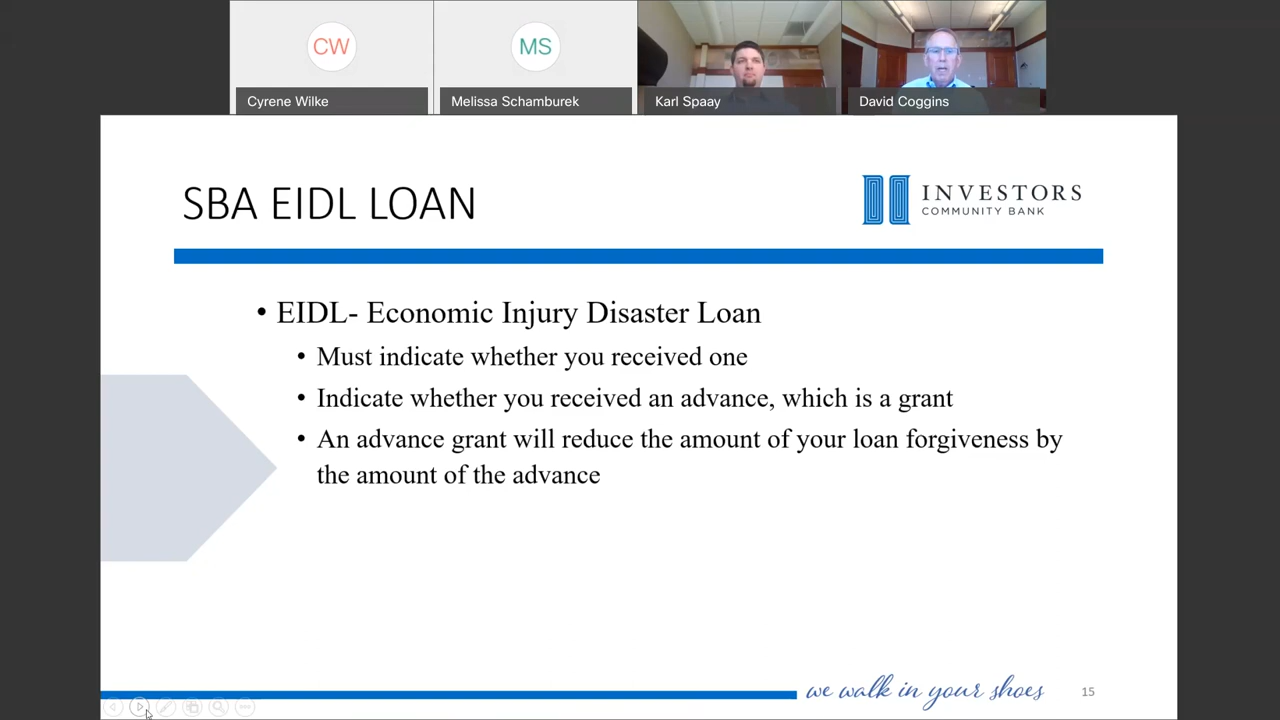 CW
MS
Cyrene Wilke
Melissa Schamburek
Karl Spaay
David Coggins
SBA EIDL LOAN
INVESTORS
COMMUNITY BANK
• EIDL- Economic Injury Disaster Loan
• Must indicate whether you received one
• Indicate whether you received an advance, which is a grant
• An advance grant will reduce the amount of your loan forgiveness by
the amount of the advance
we walk in your shoes
15